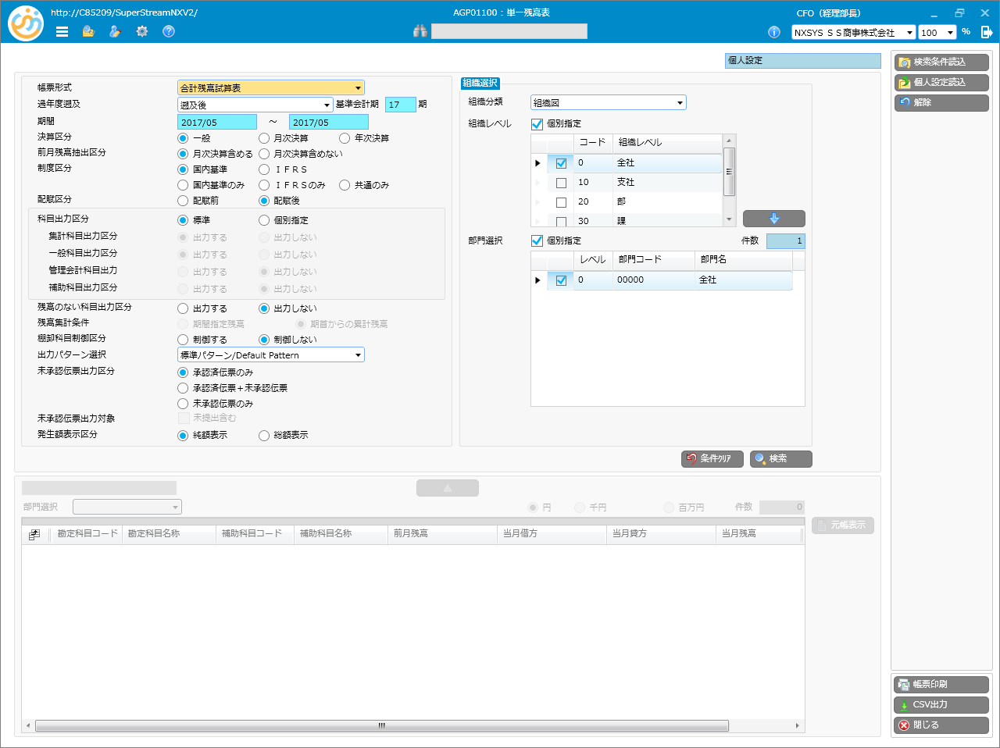 http://C85209/SuperStreamNXV2/
AGP01100：単一残高表
CFO（経理部長）
NXSYS ＳＳ商事株式会社
100
%
個人設定
検索条件読込
個人設定読込
解除
帳票形式
合計残高試算表
過年度遡及
遡及後
基準会計期
17
期
期間
2017/05
～
2017/05
決算区分
一般
月次決算
年次決算
前月残高抽出区分
月次決算含める
月次決算含めない
制度区分
国内基準
ＩＦＲＳ
国内基準のみ
ＩＦＲＳのみ
共通のみ
配賦区分
配賦前
配賦後
科目出力区分
標準
個別指定
集計科目出力区分
出力する
出力しない
一般科目出力区分
出力する
出力しない
管理会計科目出力
出力する
出力しない
補助科目出力区分
出力する
出力しない
残高のない科目出力区分
出力する
出力しない
残高集計条件
期間指定残高
期首からの累計残高
棚卸科目制御区分
制御する
制御しない
出力パターン選択
標準パターン/Default Pattern
未承認伝票出力区分
承認済伝票のみ
承認済伝票＋未承認伝票
未承認伝票のみ
未承認伝票出力対象
未提出含む
発生額表示区分
純額表示
総額表示
組織選択
組織分類
組織図
組織レベル
個別指定
コード
組織レベル
0
全社
10
支社
20
部
30
課
部門選択
個別指定
件数
1
レベル
部門コード
部門名
0
00000
全社
条件ｸﾘｱ
検索
部門選択
円
千円
百万円
件数
0
元帳表示
勘定科目コード
勘定科目名称
補助科目コード
補助科目名称
前月残高
当月借方
当月貸方
当月残高
帳票印刷
CSV出力
閉じる